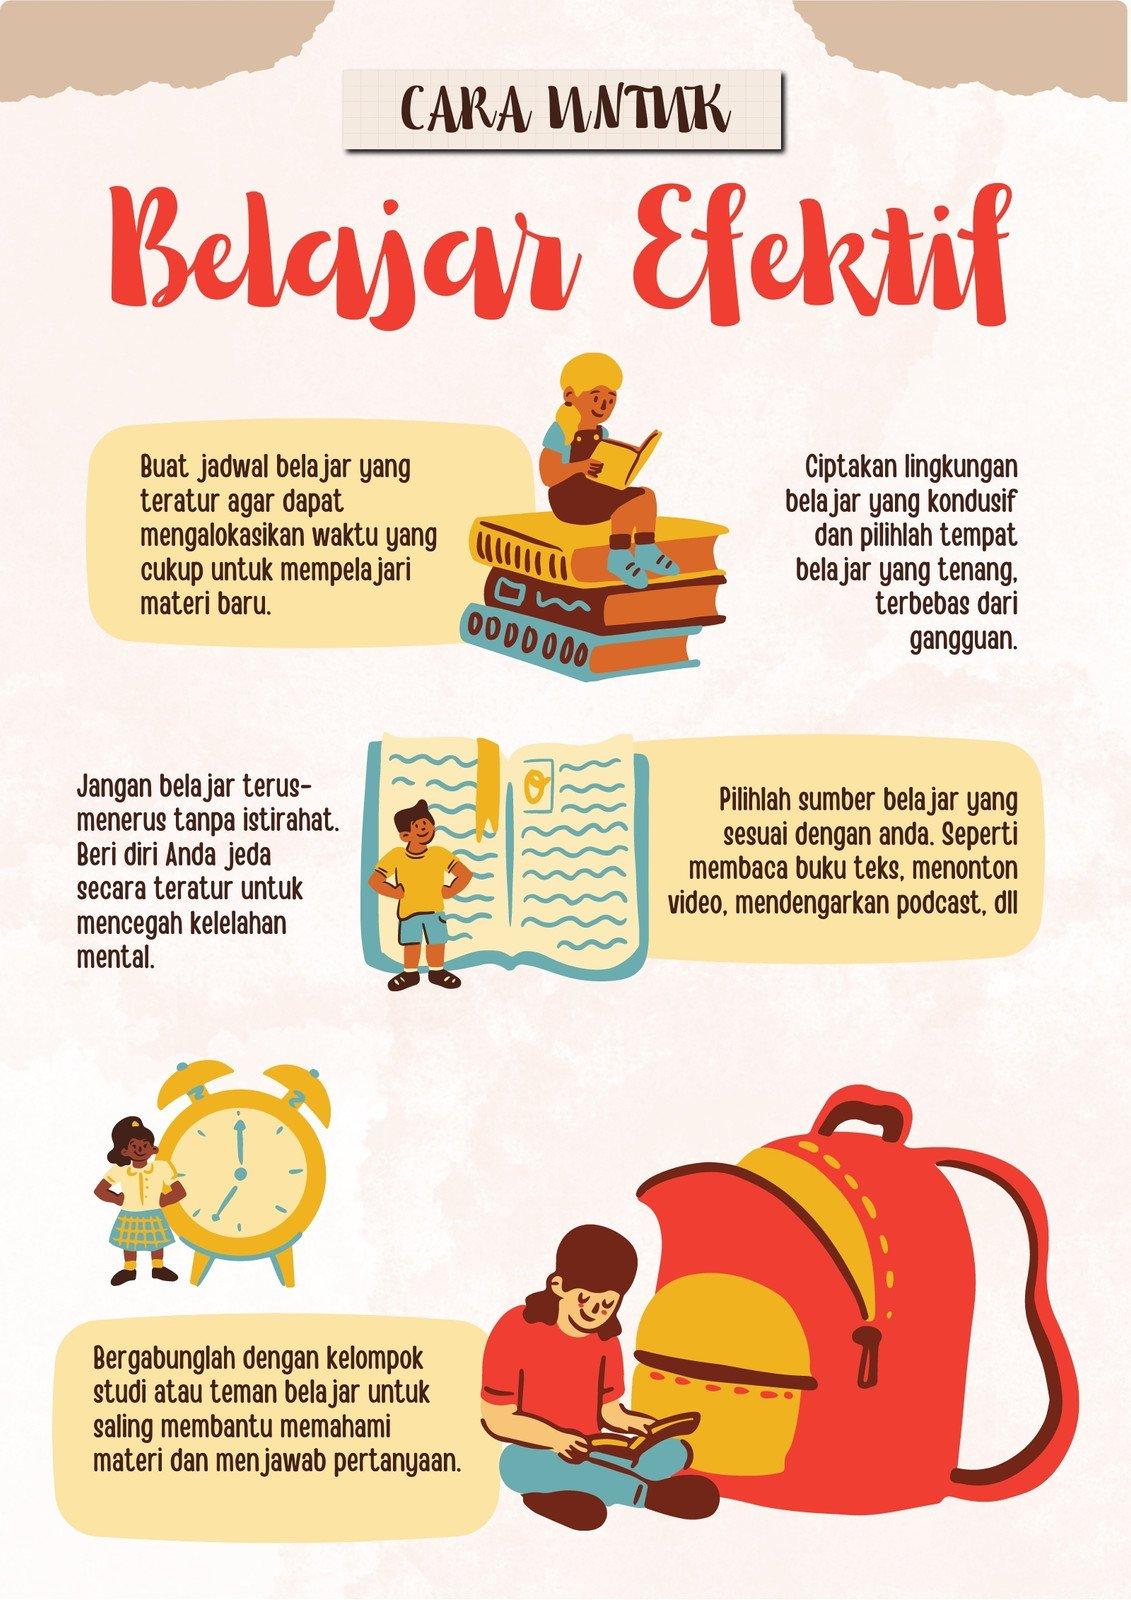 CARA UNTUK
Belajar Efektif
Buat jadwal belajar yang
teratur agar dapat
mengalokasikan waktu yang
cukup untuk mempelajari
materi baru.
Ciptakan lingkungan
belajar yang kondusif
dan pilihlah tempat
belajar yang tenang,
terbebas dari
gangguan.
Jangan belajar terus-
menerus tanpa istirahat.
Beri diri Anda jeda
secara teratur untuk
mencegah kelelahan
mental.
Pilihlah sumber belajar yang
sesuai dengan anda. Seperti
membaca buku teks, menonton
video, mendengarkan podcast, dll
Bergabunglah dengan kelompok
studi atau teman belajar untuk
saling membantu memahami
materi dan menjawab pertanyaan.